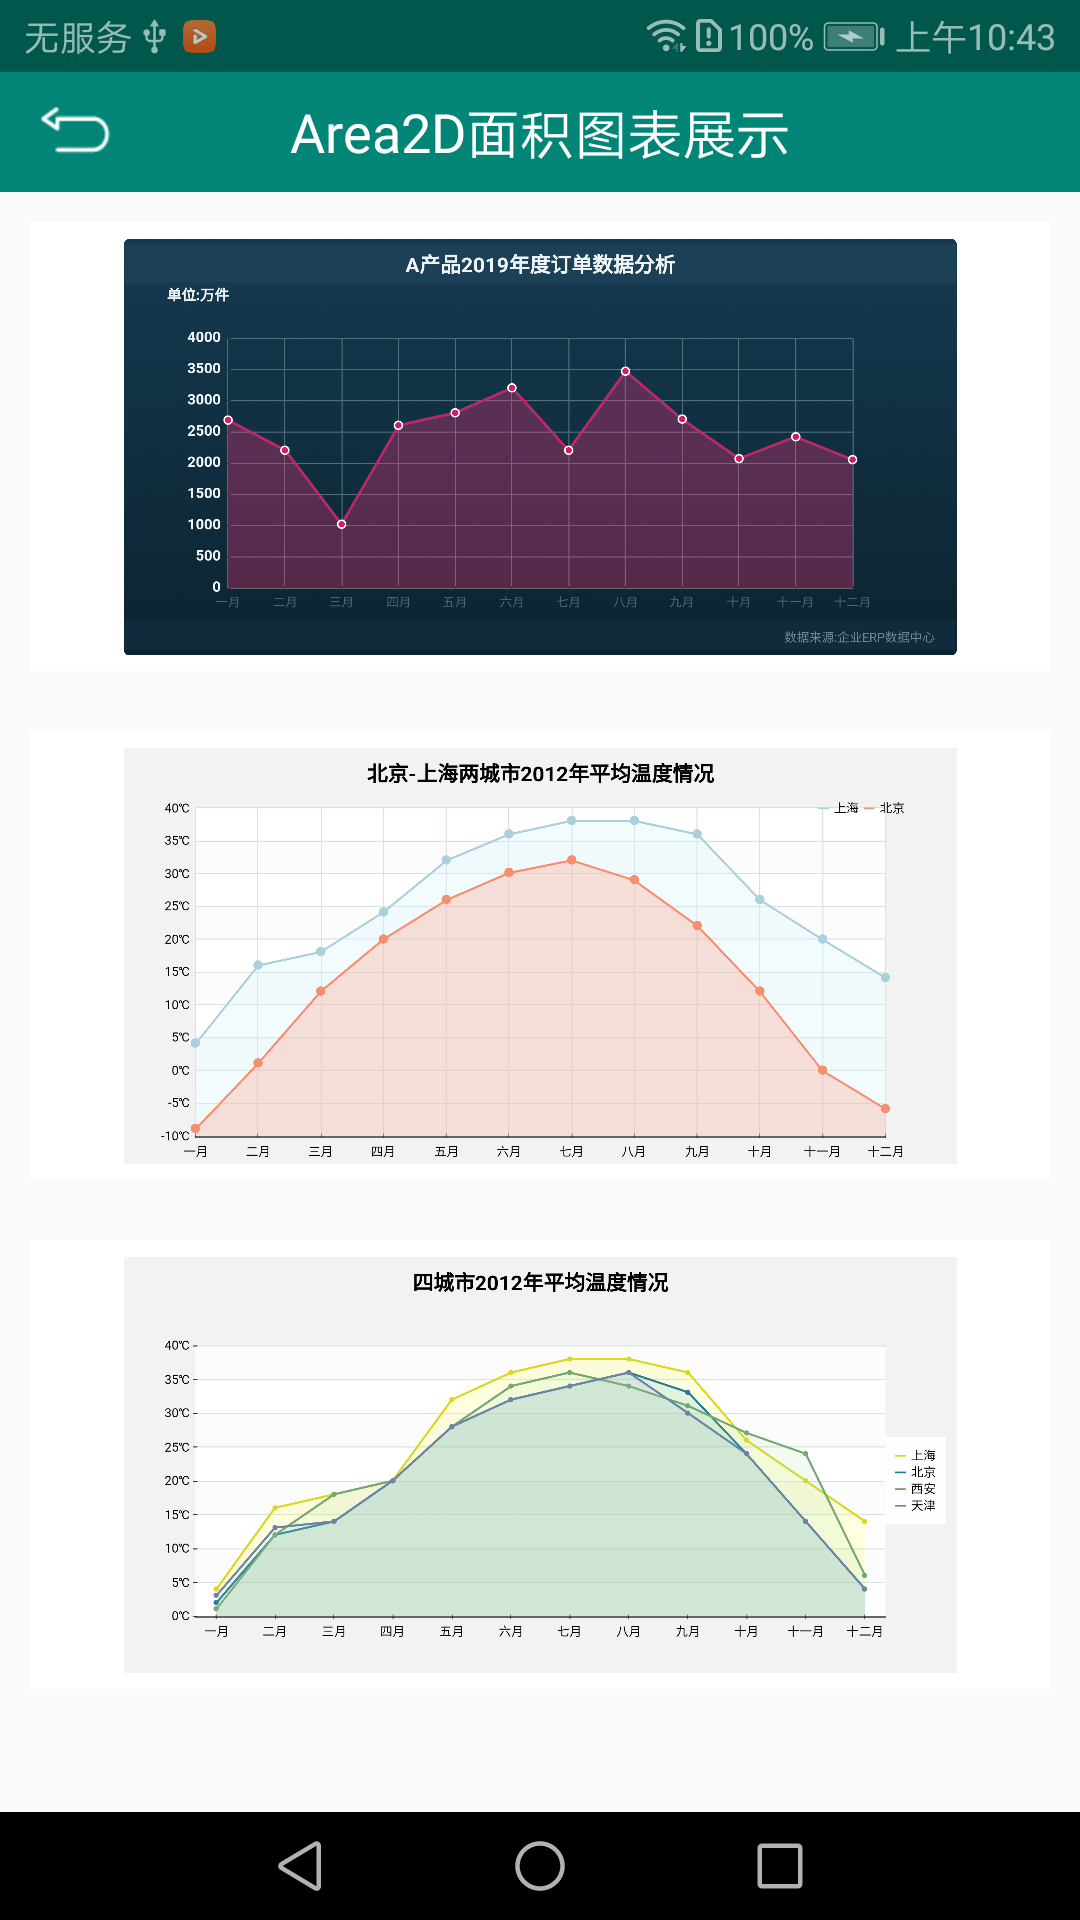 无服务 100% 上午10:43
Area2D面积图表展示
A产品2019年度订单数据分析
单位:万件
4000
3500
3000
2500
2000
1500
1000
500
0
一月 二月 三月 四月 五月 六月 七月 八月 九月 十月 十一月 十二月
数据来源:企业ERP数据中心
北京-上海两城市2012年平均温度情况
上海 北京
40℃
35℃
30℃
25℃
20℃
15℃
10℃
5℃
0℃
-5℃
-10℃
一月 二月 三月 四月 五月 六月 七月 八月 九月 十月 十一月 十二月
四城市2012年平均温度情况
40℃
35℃
30℃
25℃
20℃
15℃
10℃
5℃
0℃
上海
北京
西安
天津
一月 二月 三月 四月 五月 六月 七月 八月 九月 十月 十一月 十二月